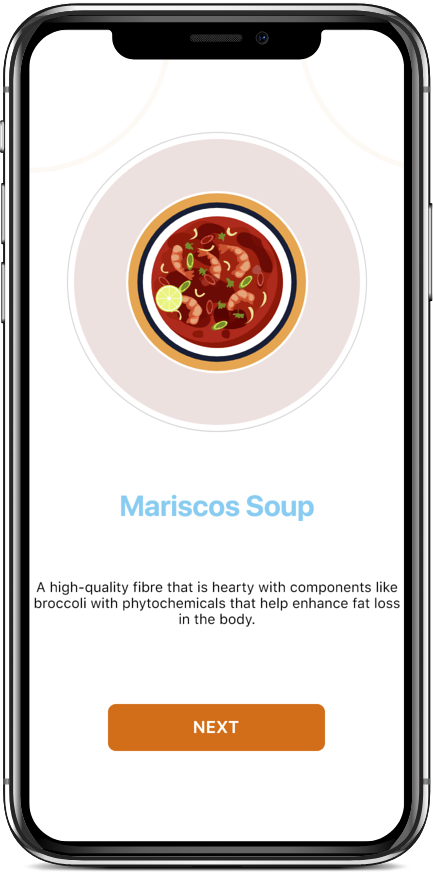 Mariscos Soup
A high-quality fibre that is hearty with components like
broccoli with phytochemicals that help enhance fat loss
in the body.
NEXT